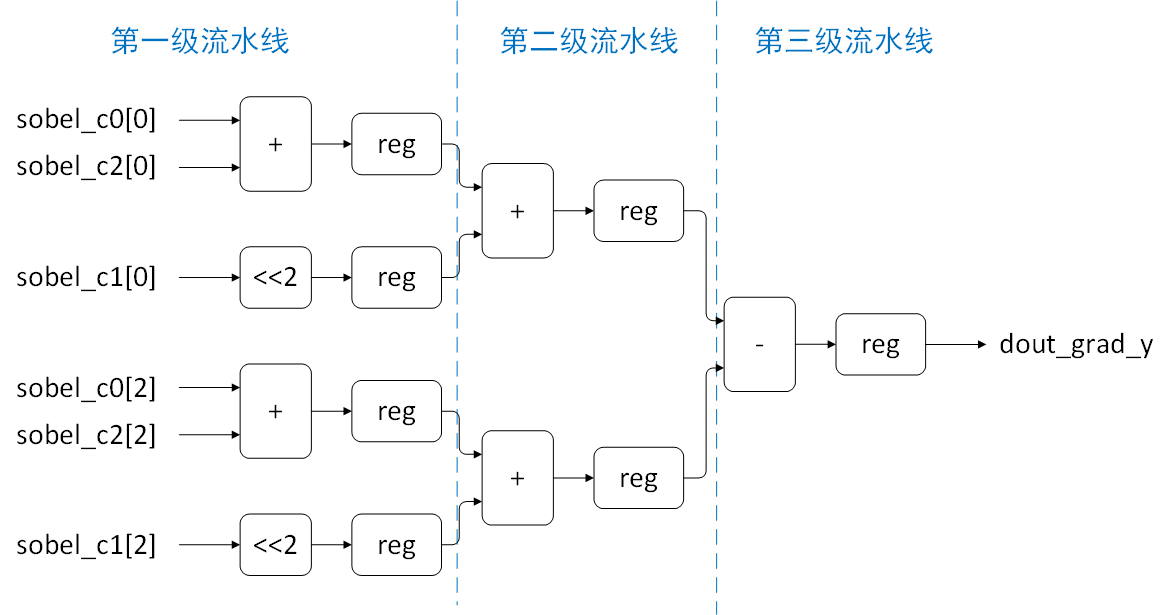 第一级流水线
第二级流水线
第三级流水线
sobel_c0[0]
sobel_c2[0]
+
reg
+
reg
sobel_c1[0]
<<2
reg
-
reg
dout_grad_y
sobel_c0[2]
sobel_c2[2]
+
reg
+
reg
sobel_c1[2]
<<2
reg